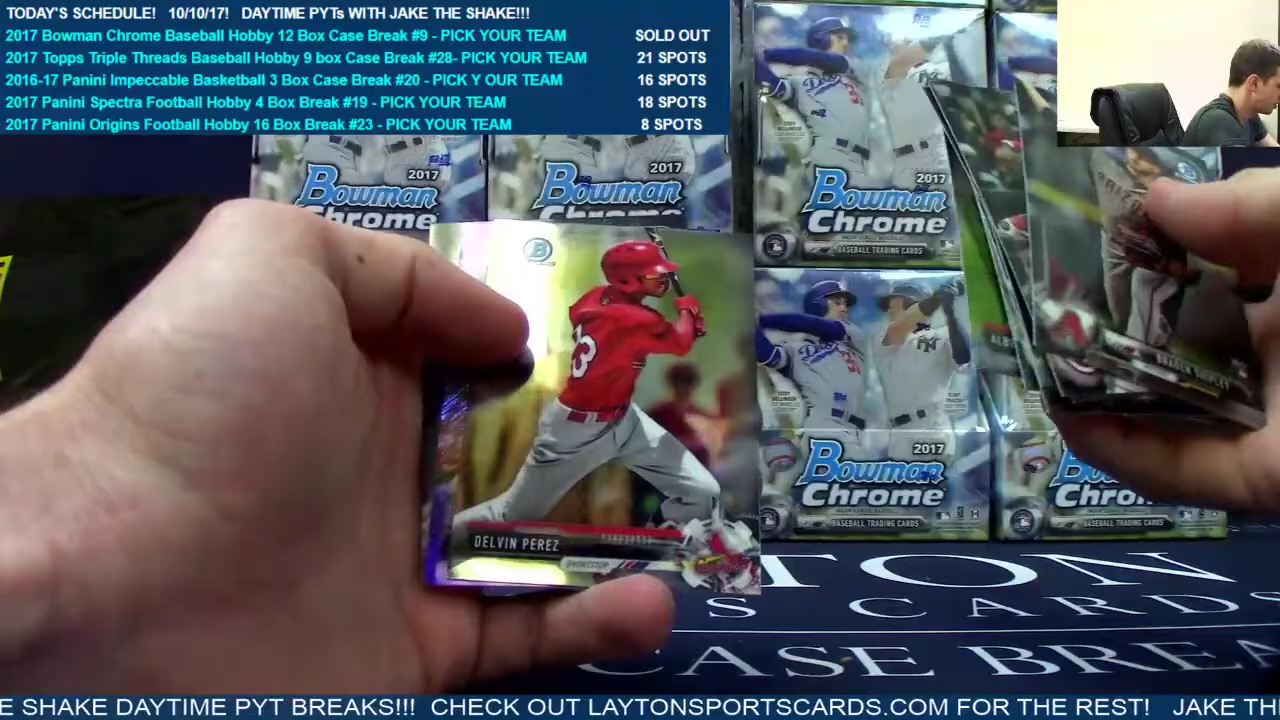 TODAY'S SCHEDULE! 10/10/17! DAYTIME PYTs WITH JAKE THE SHAKE!!!
2017 Bowman Chrome Baseball Hobby 12 Box Case Break #9 - PICK YOUR TEAM SOLD OUT
2017 Topps Triple Threads Baseball Hobby 9 box Case Break #28- PICK YOUR TEAM 21 SPOTS
2016-17 Panini Impeccable Basketball 3 Box Case Break #20 - PICK Y OUR TEAM 16 SPOTS
2017 Panini Spectra Football Hobby 4 Box Break #19 - PICK YOUR TEAM 18 SPOTS
2017 Panini Origins Football Hobby 16 Box Break #23 - PICK YOUR TEAM 8 SPOTS
2017
Bowman
Chrome
2017
Bowman
Chrome
2017
Bowman
Chrome
BASEBALL TRADING CARDS
2017
Bowman
Chrome
BASEBALL TRADING CARDS
BASEBALL TRADING CARDS
DELVIN PEREZ
SHORTSTOP
TON
S CARDS
CASE BREA
E SHAKE DAYTIME PYT BREAKS!!! CHECK OUT LAYTONSPORTSCARDS.COM FOR THE REST! JAKE TH